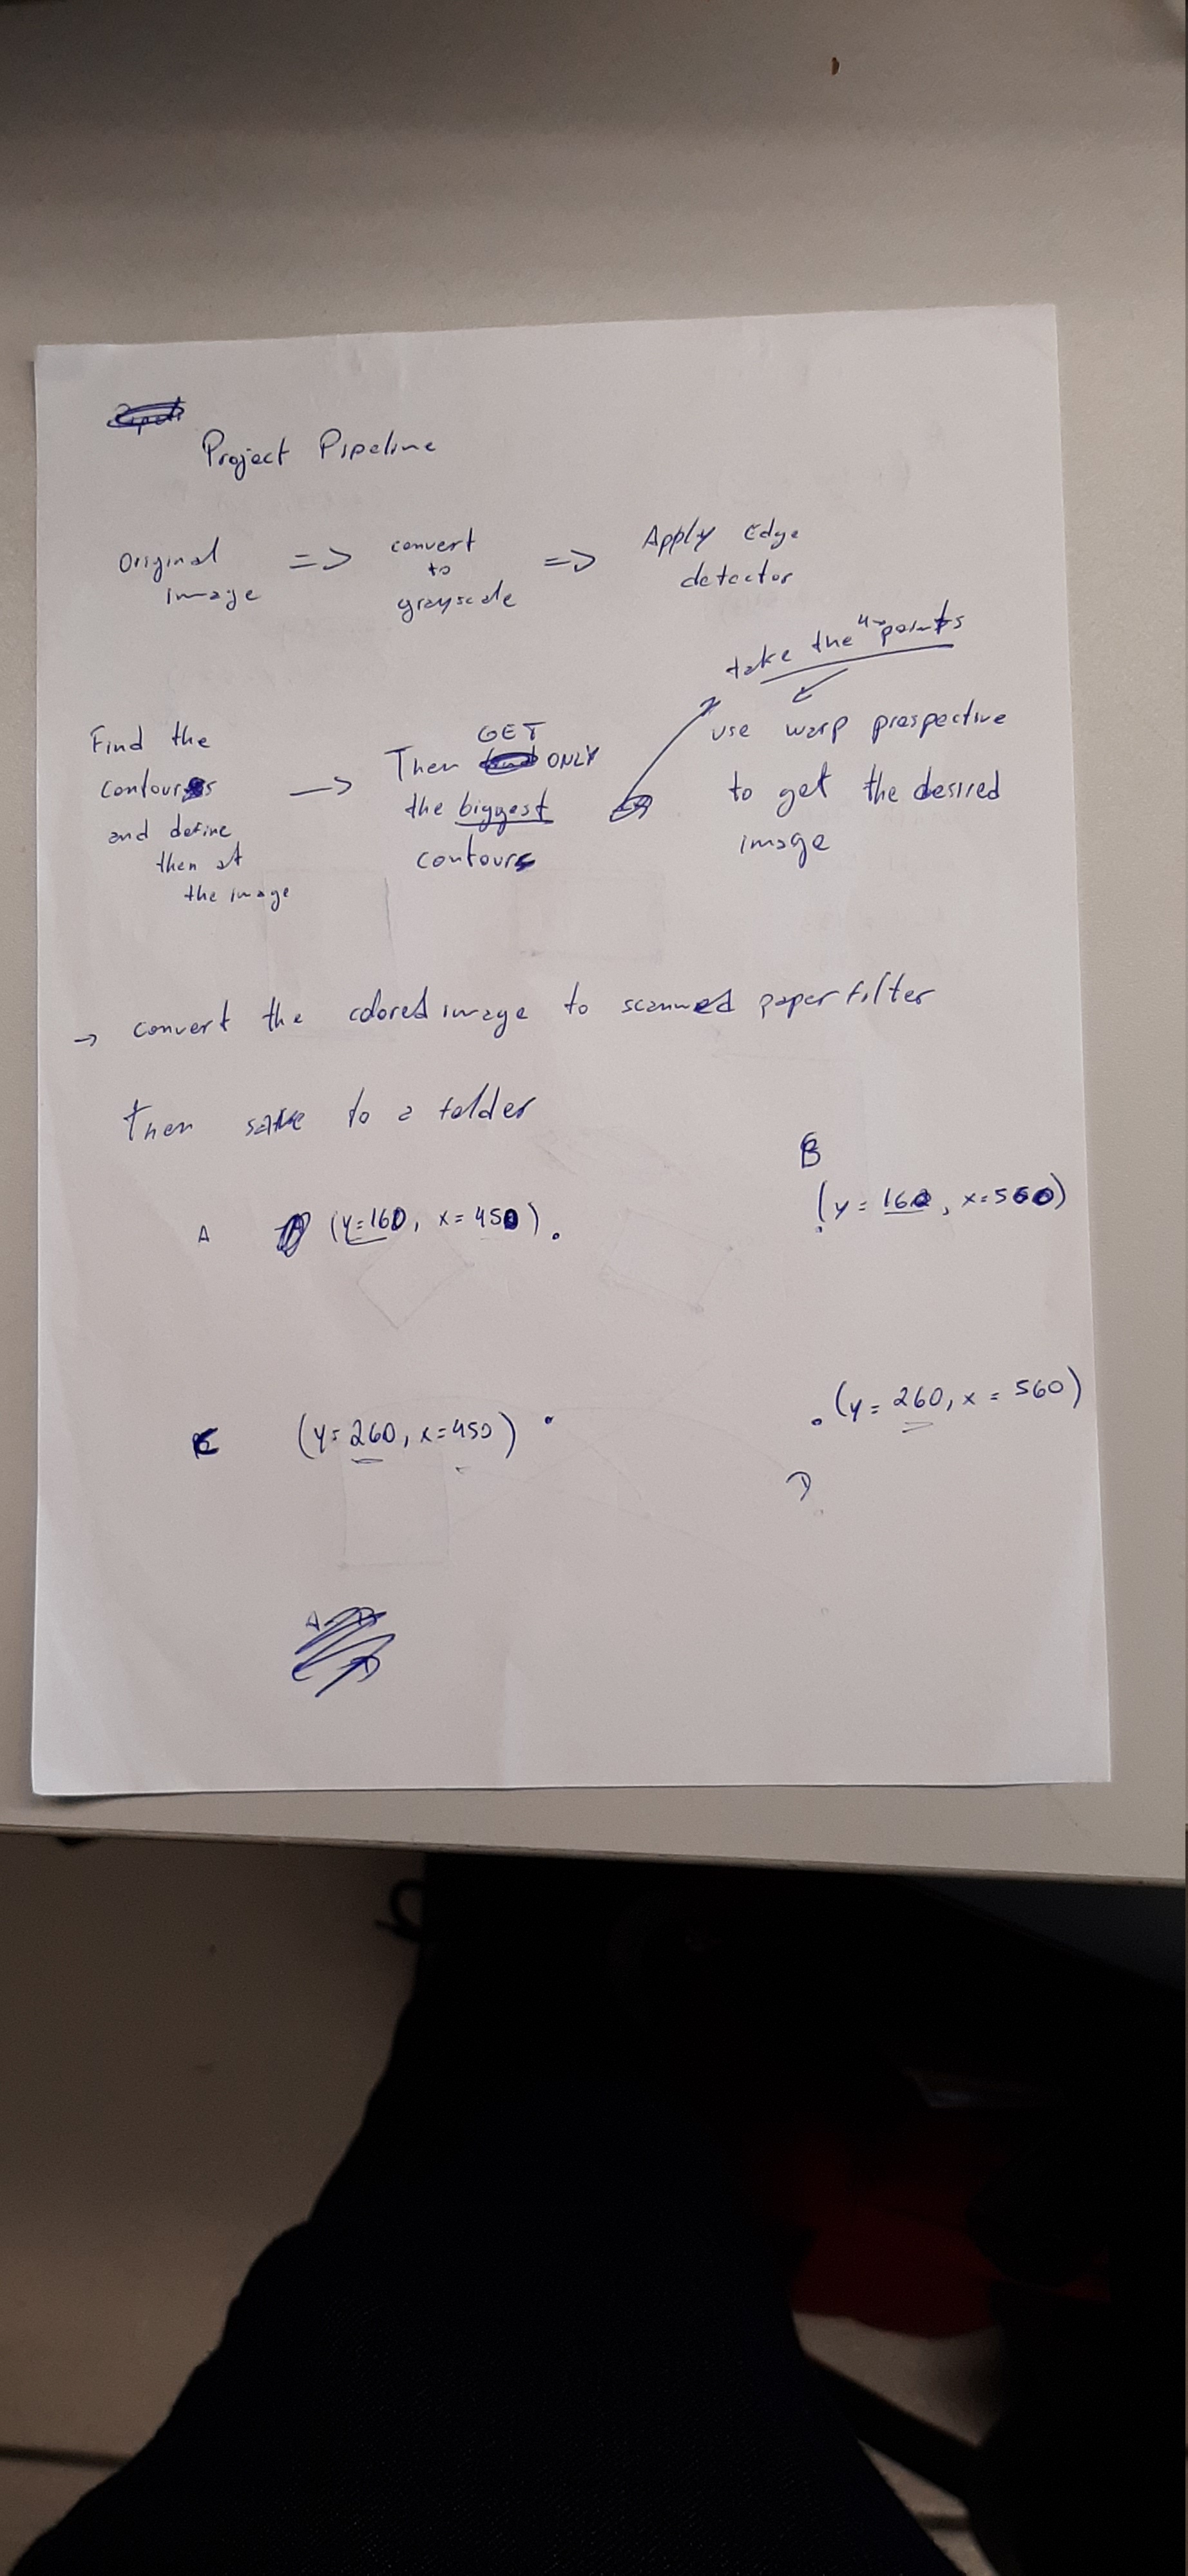 Project Pipeline
Original => convert => Apply Edge
image to detector
grayscale
take the 4 points
Find the -> Then GET ONLY use warp prospective
contours the biggest to get the desired
and define contours image
then at
the image
-> convert the colored image to scanned paper filter
then save to a folder
B
A (y=160, x=450) (y=160, x=560)
C (y=260, x=450) (y=260, x=560)
D